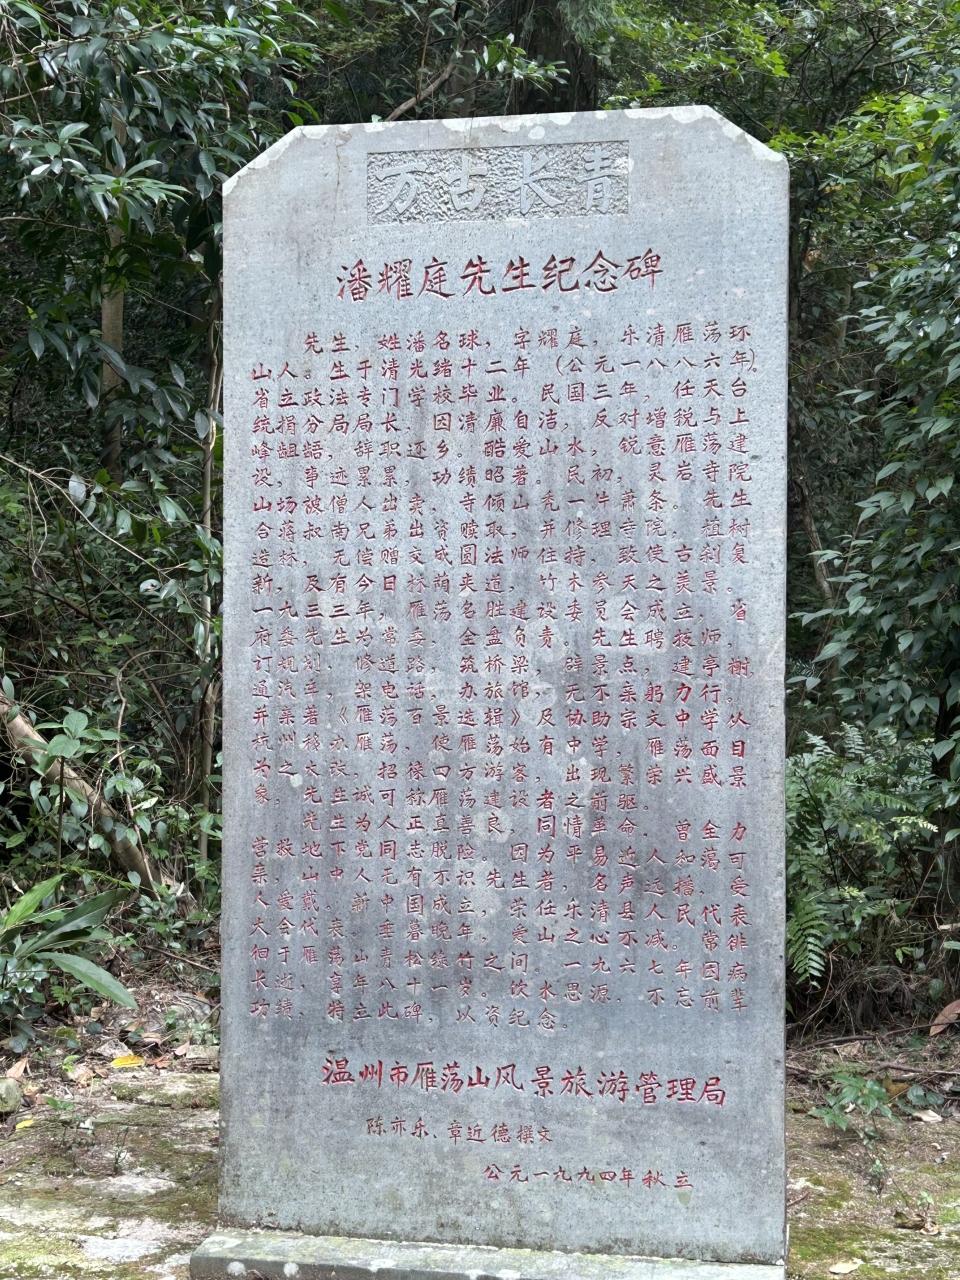 万古长青
潘耀庭先生纪念碑
先生，姓潘名球，字耀庭，乐清雁荡环
山人。生于清光绪十二年（公元一八八六年）。
省立政法专门学校毕业。民国三年，任天台
统捐分局局长，因清廉自洁，反对增税与上
峰龃龉，辞职还乡。酷爱山水，锐意雁荡建
设，事迹累累，功绩昭著。民初，灵岩寺院
山场被僧人出卖，寺倾山秃一片萧条。先生
合蒋叔南兄弟出资赎取，并修理寺院，植树
造林，无偿赠交成圆法师住持，致使古刹复
新，及有今日桥荫夹道，竹木参天之美景。
一九三三年，雁荡名胜建设委员会成立，省
府委先生为常委，全盘负责。先生聘技师，
订规划，修道路，筑桥梁，辟景点，建亭榭，
通汽车，架电话，办旅馆，无不亲躬力行。
并亲著《雁荡百景选辑》及协助宗文中学从
杭州移来雁荡，使雁荡始有中学，雁荡面目
为之大改，招徕四方游客，出现繁荣兴盛景
象，先生诚可称雁荡建设者之前驱。
先生为人正直善良，同情革命，曾全力
营救地下党同志脱险。因为平易近人，和蔼可
亲，山中人无有不识先生者，名声迁播，受
人爱戴。新中国成立，荣任乐清县人民代表
大会代表。垂暮晚年，爱山之心不减。常徘
徊于雁荡山青松绿竹之间。一九六七年因病
长逝，享年八十一岁。饮水思源，不忘前辈
功绩，特立此碑，以资纪念。
温州市雁荡山风景旅游管理局
陈亦乐、章近德撰文
公元一九九四年秋立